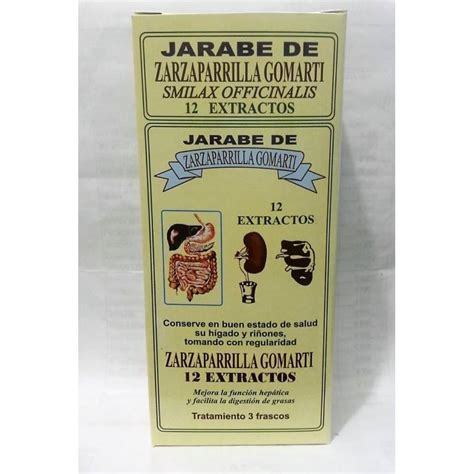 JARABE DE
ZARZAPARRILLA GOMARTI
SMILAX OFFICINALIS
12 EXTRACTOS
JARABE DE
ZARZAPARRILLA GOMARTI
12
EXTRACTOS
Conserve en buen estado de salud
su hígado y riñones,
tomando con regularidad
ZARZAPARRILLA GOMARTI
12 EXTRACTOS
Mejora la función hepática
y facilita la digestión de grasas
Tratamiento 3 frascos